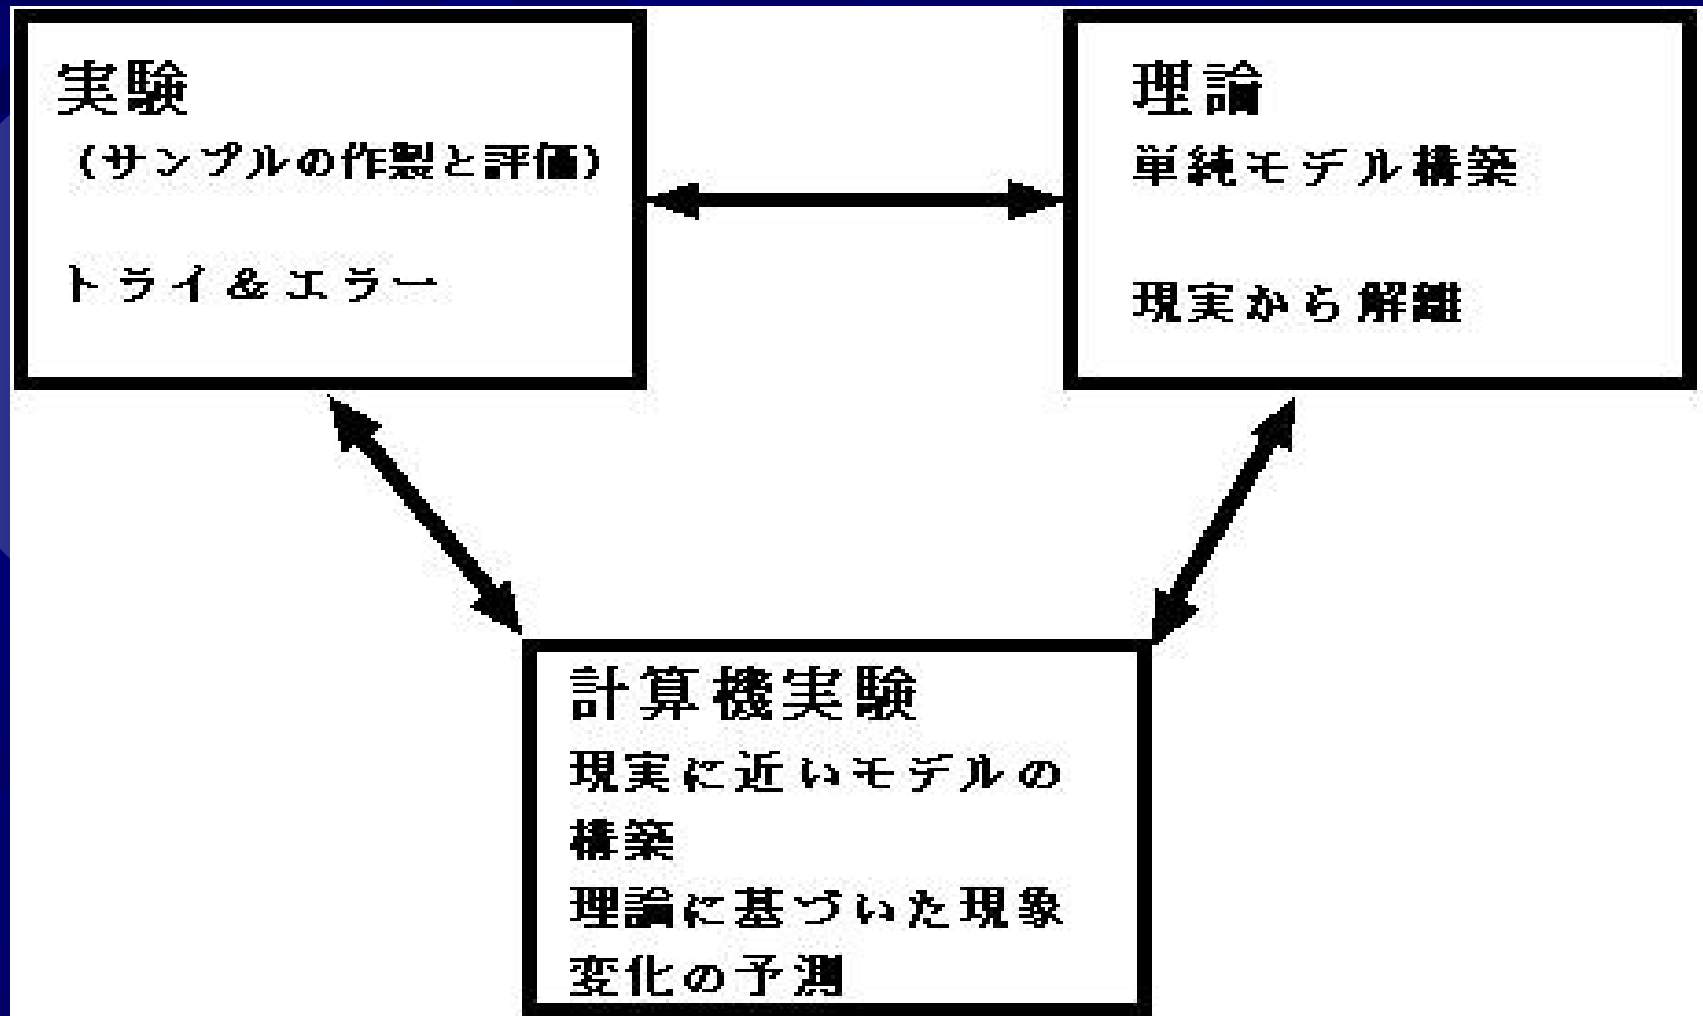 実験
（サンプルの作製と評価）
トライ＆エラー
理論
単純モデル構築
現実から解離
計算機実験
現実に近いモデルの
構築
理論に基づいた現象
変化の予測